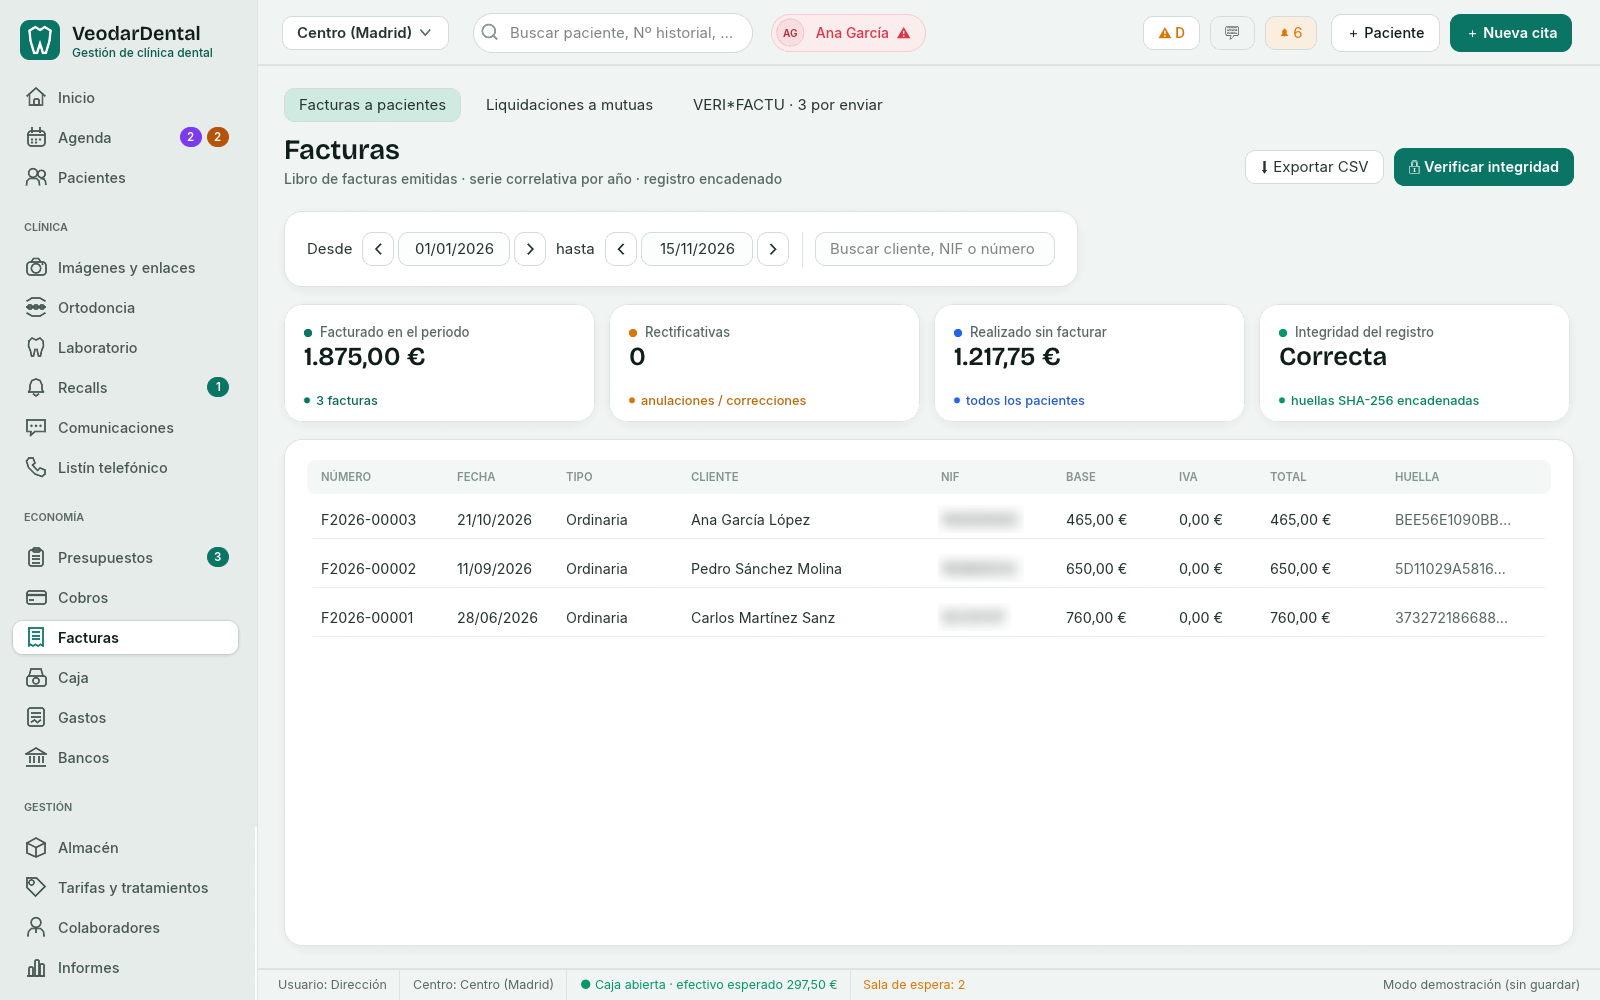 VeodarDental
Gestión de clínica dental
Centro (Madrid)
Buscar paciente, Nº historial, ...
AG
Ana García
D
6
+ Paciente
+ Nueva cita
Inicio
Agenda 2 2
Pacientes
CLÍNICA
Imágenes y enlaces
Ortodoncia
Laboratorio
Recalls 1
Comunicaciones
Listín telefónico
ECONOMÍA
Presupuestos 3
Cobros
Facturas
Caja
Gastos
Bancos
GESTIÓN
Almacén
Tarifas y tratamientos
Colaboradores
Informes
Facturas a pacientes Liquidaciones a mutuas VERI*FACTU · 3 por enviar
Facturas
Libro de facturas emitidas · serie correlativa por año · registro encadenado
Exportar CSV
Verificar integridad
Desde 01/01/2026 hasta 15/11/2026 Buscar cliente, NIF o número
Facturado en el periodo
1.875,00 €
3 facturas
Rectificativas
0
anulaciones / correcciones
Realizado sin facturar
1.217,75 €
todos los pacientes
Integridad del registro
Correcta
huellas SHA-256 encadenadas
NÚMERO FECHA TIPO CLIENTE NIF BASE IVA TOTAL HUELLA
F2026-00003 21/10/2026 Ordinaria Ana García López 465,00 € 0,00 € 465,00 € BEE56E1090BB...
F2026-00002 11/09/2026 Ordinaria Pedro Sánchez Molina 650,00 € 0,00 € 650,00 € 5D11029A5816...
F2026-00001 28/06/2026 Ordinaria Carlos Martínez Sanz 760,00 € 0,00 € 760,00 € 373272186688...
Usuario: Dirección Centro: Centro (Madrid) Caja abierta · efectivo esperado 297,50 € Sala de espera: 2 Modo demostración (sin guardar)